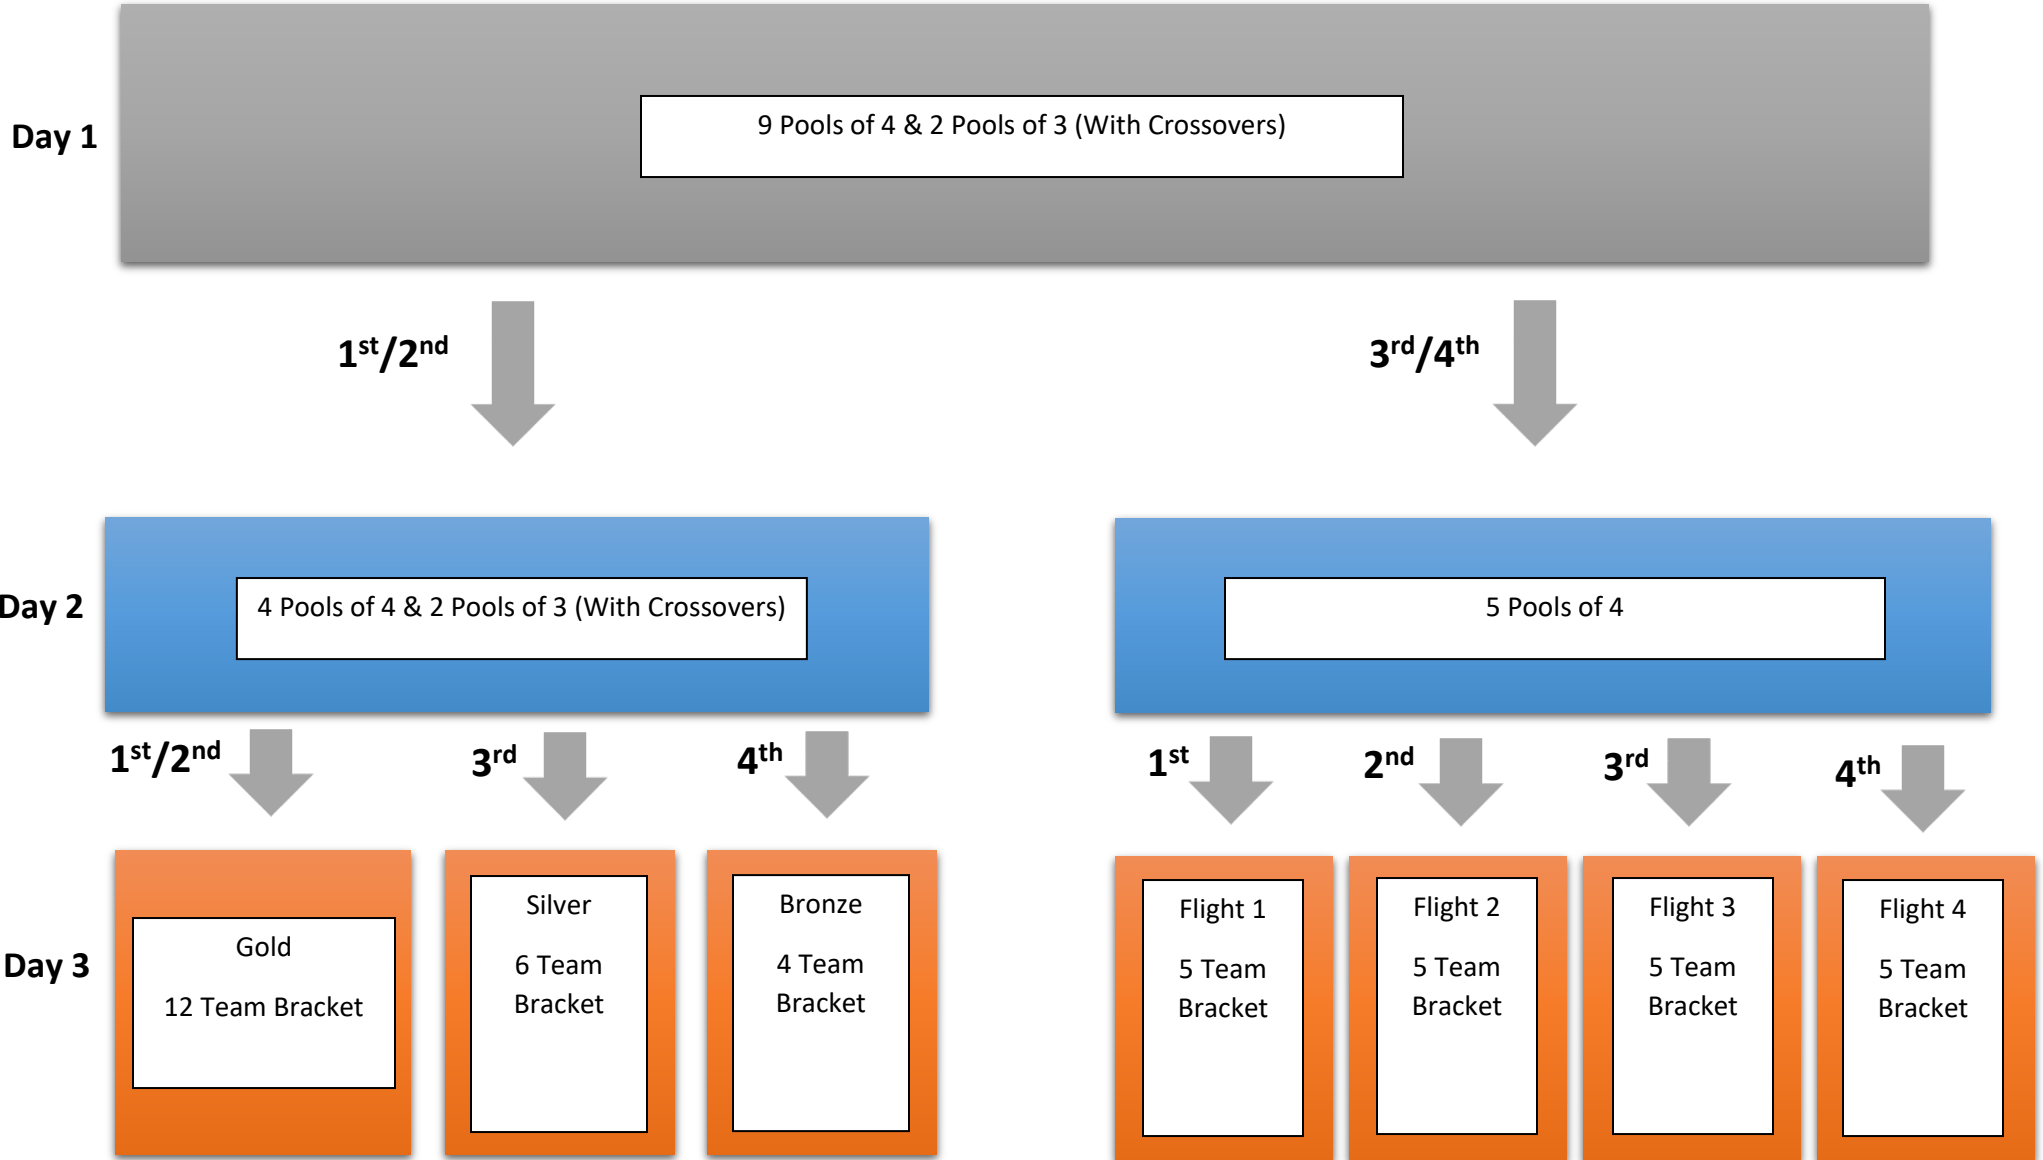 Day 1
9 Pools of 4 & 2 Pools of 3 (With Crossovers)
1st/2nd
3rd/4th
Day 2
4 Pools of 4 & 2 Pools of 3 (With Crossovers)
5 Pools of 4
1st/2nd
3rd
4th
1st
2nd
3rd
4th
Day 3
Gold
12 Team Bracket
Silver
6 Team
Bracket
Bronze
4 Team
Bracket
Flight 1
5 Team
Bracket
Flight 2
5 Team
Bracket
Flight 3
5 Team
Bracket
Flight 4
5 Team
Bracket